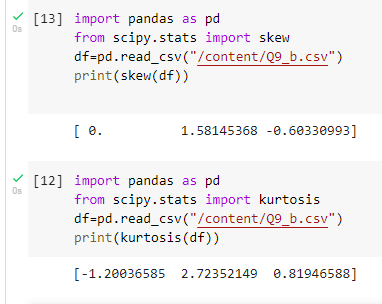 [13] import pandas as pd
from scipy.stats import skew
df=pd.read_csv("/content/Q9_b.csv")
print(skew(df))
0s
[ 0.          1.58145368 -0.60330993]
[12] import pandas as pd
from scipy.stats import kurtosis
df=pd.read_csv("/content/Q9_b.csv")
print(kurtosis(df))
0s
[-1.20036585  2.72352149  0.81946588]